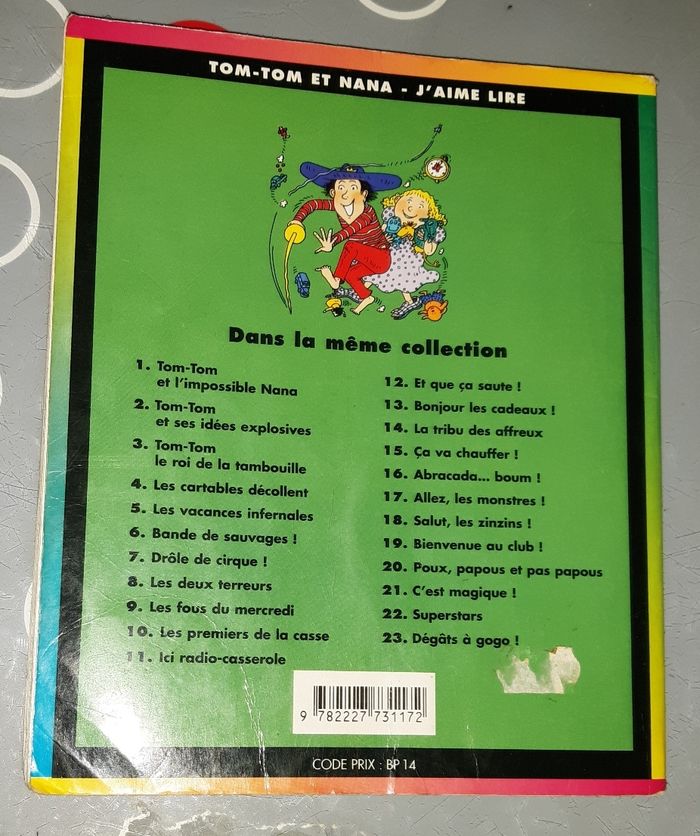 TOM-TOM ET NANA - J'AIME LIRE
Dans la même collection
1. Tom-Tom
et l'impossible Nana
2. Tom-Tom
et ses idées explosives
3. Tom-Tom
le roi de la tambouille
4. Les cartables décollent
5. Les vacances infernales
6. Bande de sauvages !
7. Drôle de cirque !
8. Les deux terreurs
9. Les fous du mercredi
10. Les premiers de la casse
11. Ici radio-casserole
12. Et que ça saute !
13. Bonjour les cadeaux !
14. La tribu des affreux
15. Ça va chauffer !
16. Abracada... boum !
17. Allez, les monstres !
18. Salut, les zinzins !
19. Bienvenue au club !
20. Poux, papous et pas papous
21. C'est magique !
22. Superstars
23. Dégâts à gogo !
9 782227 731172
CODE PRIX : BP 14